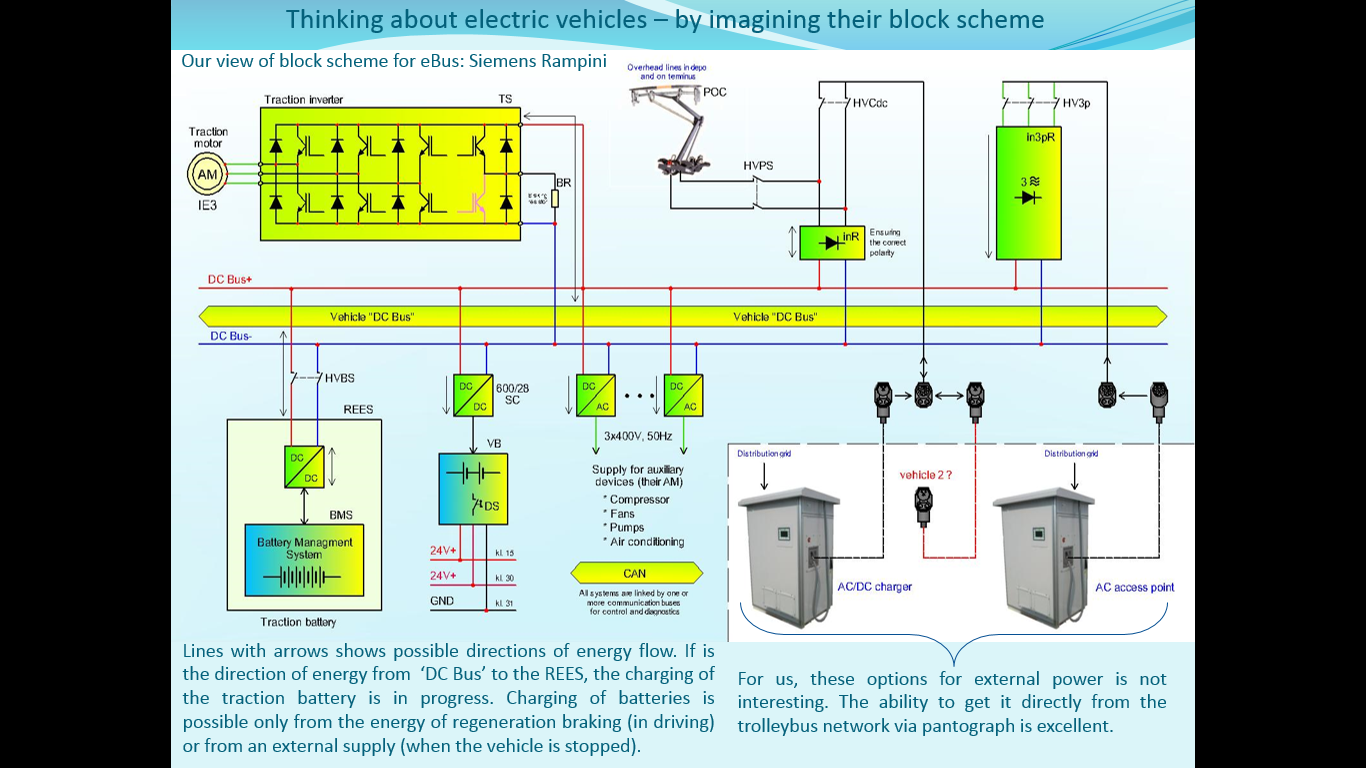 Thinking about electric vehicles – by imagining their block scheme
Our view of block scheme for eBus: Siemens Rampini
Overhead lines in depo
and on terminus
POC
Traction inverter
TS
Traction
motor
AM
IE3
BR
HVPS
HVCdc
HV3p
in3pR
3
inR
Ensuring
the correct
polarity
DC Bus+
Vehicle "DC Bus"
Vehicle "DC Bus"
DC Bus-
HVBS
REES
DC
DC
BMS
Battery Managment
System
Traction battery
DC
DC
600/28
SC
VB
DS
24V+
kl. 15
24V+
kl. 30
GND
kl. 31
DC
AC
DC
AC
3x400V, 50Hz
Supply for auxiliary
devices (their AM)
* Compressor
* Fans
* Pumps
* Air conditioning
CAN
All systems are linked by one or
more communication buses
for control and diagnostics
Distribution grid
vehicle 2 ?
Distribution grid
AC/DC charger
AC access point
Lines with arrows shows possible directions of energy flow. If is
the direction of energy from ‘DC Bus’ to the REES, the charging of
the traction battery is in progress. Charging of batteries is
possible only from the energy of regeneration braking (in driving)
or from an external supply (when the vehicle is stopped).
For us, these options for external power is not
interesting. The ability to get it directly from the
trolleybus network via pantograph is excellent.